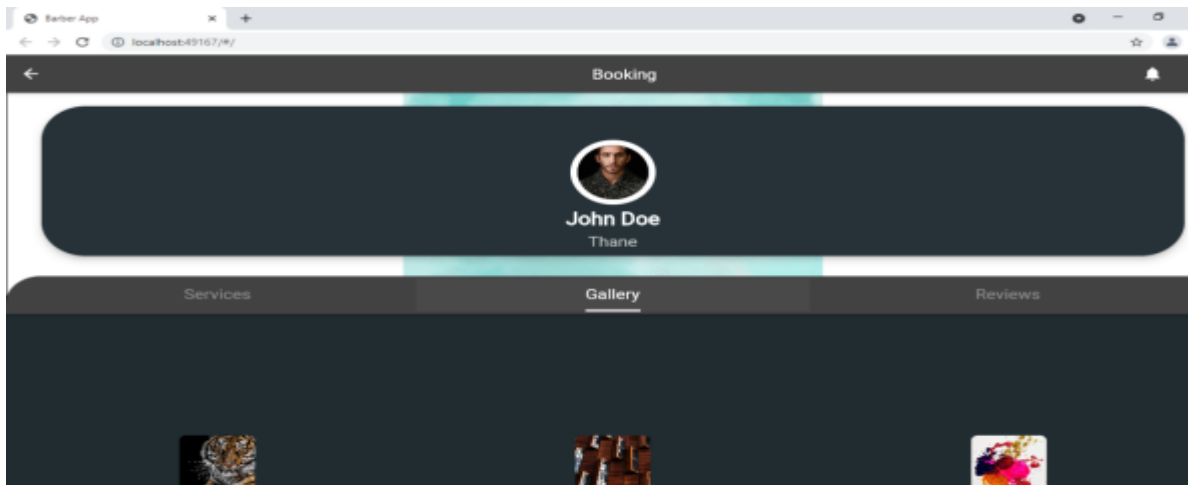 Barber App
localhost:49167/#/
Booking
John Doe
Thane
Services Gallery Reviews